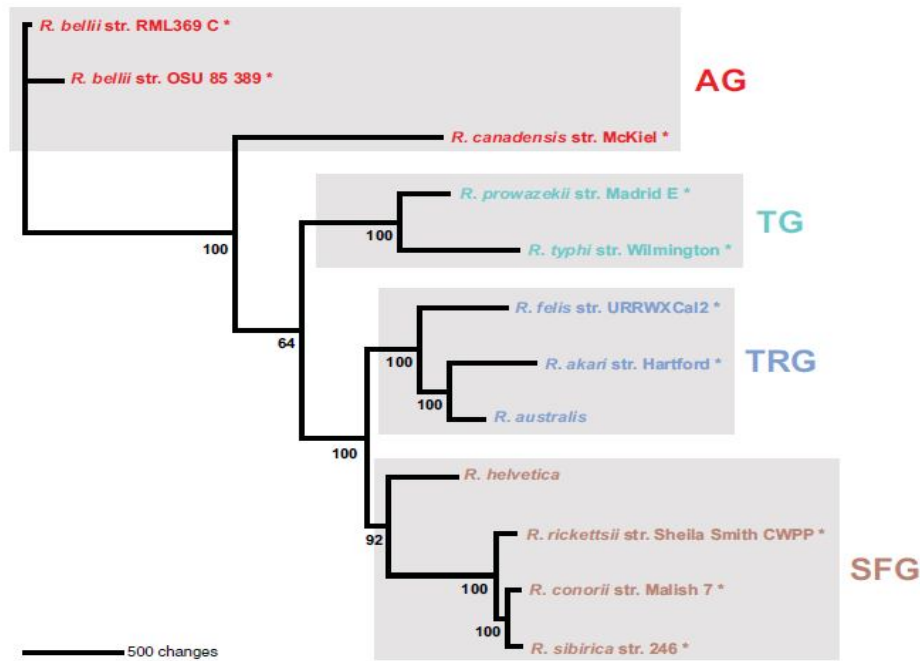 R. bellii str. RML369 C *
R. bellii str. OSU 85 389 *
AG
R. canadensis str. McKiel *
R. prowazekii str. Madrid E *
TG
100
100
R. typhi str. Wilmington *
R. felis str. URRWXCal2 *
64
100
R. akari str. Hartford *
TRG
100
R. australis
100
R. helvetica
R. rickettsii str. Sheila Smith CWPP *
92
SFG
100
R. conorii str. Malish 7 *
100
R. sibirica str. 246 *
500 changes